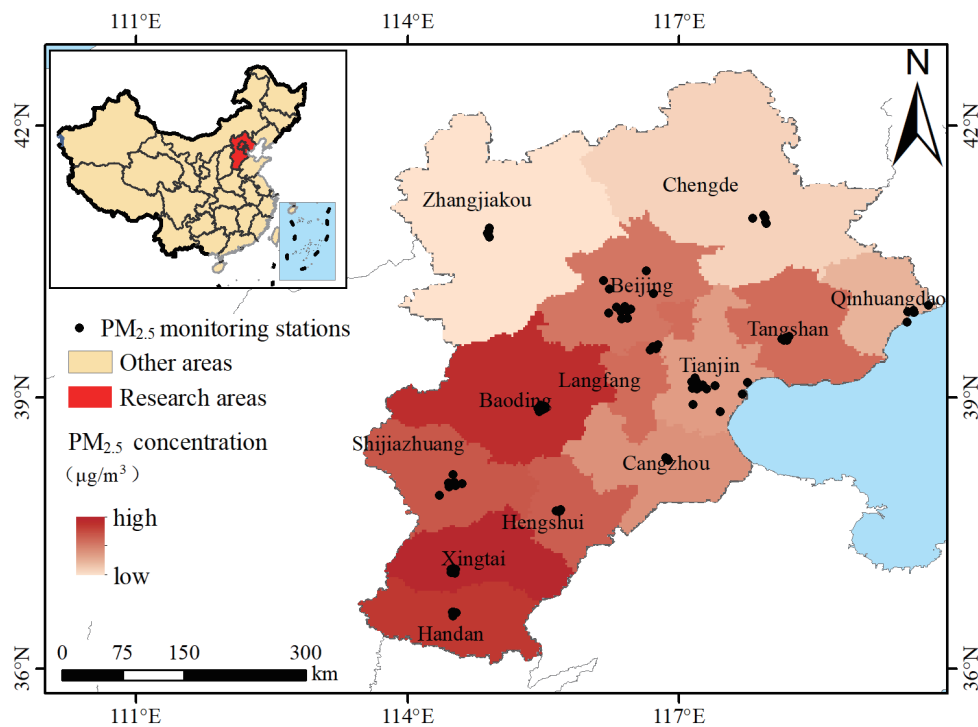 111°E 114°E 117°E
42°N 42°N
N
Chengde
Zhangjiakou
Beijing
Qinhuangdao
PM2.5 monitoring stations
Tangshan
Other areas
Tianjin
Langfang
39°N 39°N
Research areas
Baoding
PM2.5 concentration
(μg/m³)
Shijiazhuang
Cangzhou
high
Hengshui
low
Xingtai
Handan
0 75 150 300
km
36°N 36°N
111°E 114°E 117°E